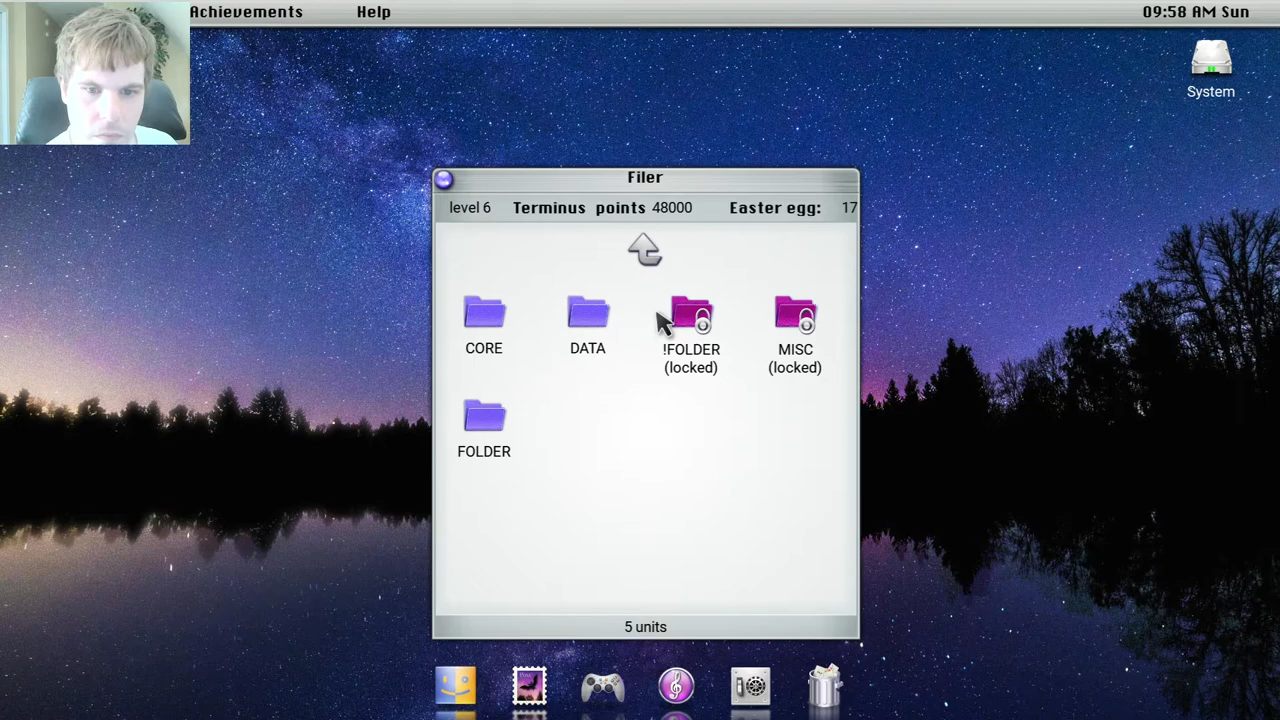 Achievements Help 09:58 AM Sun
System
Filer
level 6 Terminus points 48000 Easter egg: 17
CORE DATA !FOLDER MISC
(locked) (locked)
FOLDER
5 units